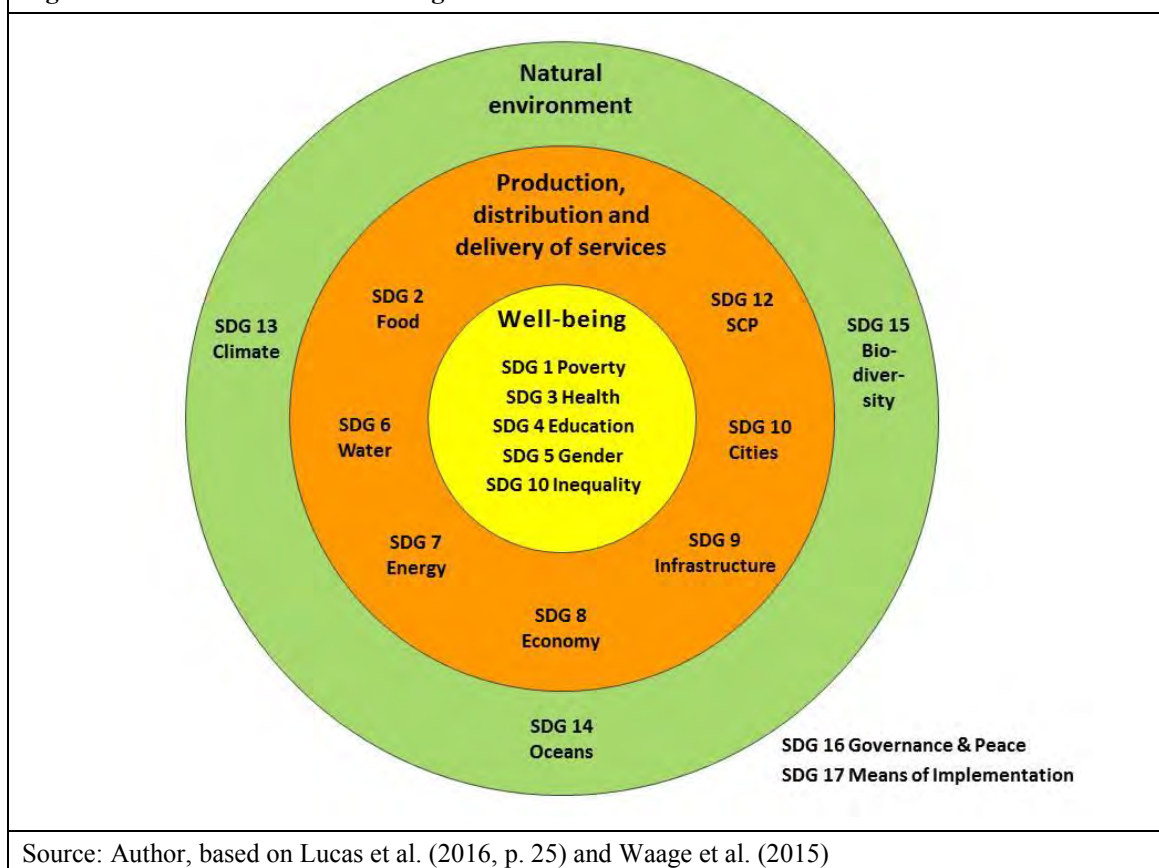 Natural
environment
Production,
distribution and
delivery of services
SDG 2
Food
SDG 12
SCP
SDG 13
Climate
Well-being
SDG 15
Bio-
diver-
sity
SDG 1 Poverty
SDG 3 Health
SDG 4 Education
SDG 5 Gender
SDG 10 Inequality
SDG 6
Water
SDG 10
Cities
SDG 7
Energy
SDG 9
Infrastructure
SDG 8
Economy
SDG 14
Oceans
SDG 16 Governance & Peace
SDG 17 Means of Implementation
Source: Author, based on Lucas et al. (2016, p. 25) and Waage et al. (2015)